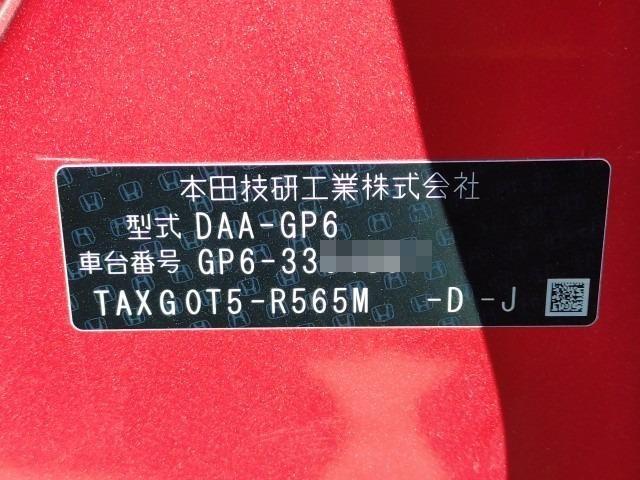 本田技研工業株式会社
型式 DAA-GP6
車台番号 GP6-33
TAXGOT5-R565M -D -J